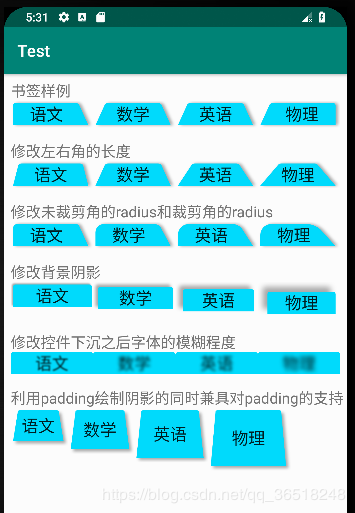 5:31
Test
书签样例
语文 数学 英语 物理
修改左右角的长度
语文 数学 英语 物理
修改未裁剪角的radius和裁剪角的radius
语文 数学 英语 物理
修改背景阴影
语文 数学 英语 物理
修改控件下沉之后字体的模糊程度
语文 数学 英语 物理
利用padding绘制阴影的同时兼具对padding的支持
语文 数学 英语 物理
https://blog.csdn.net/qq_36518248